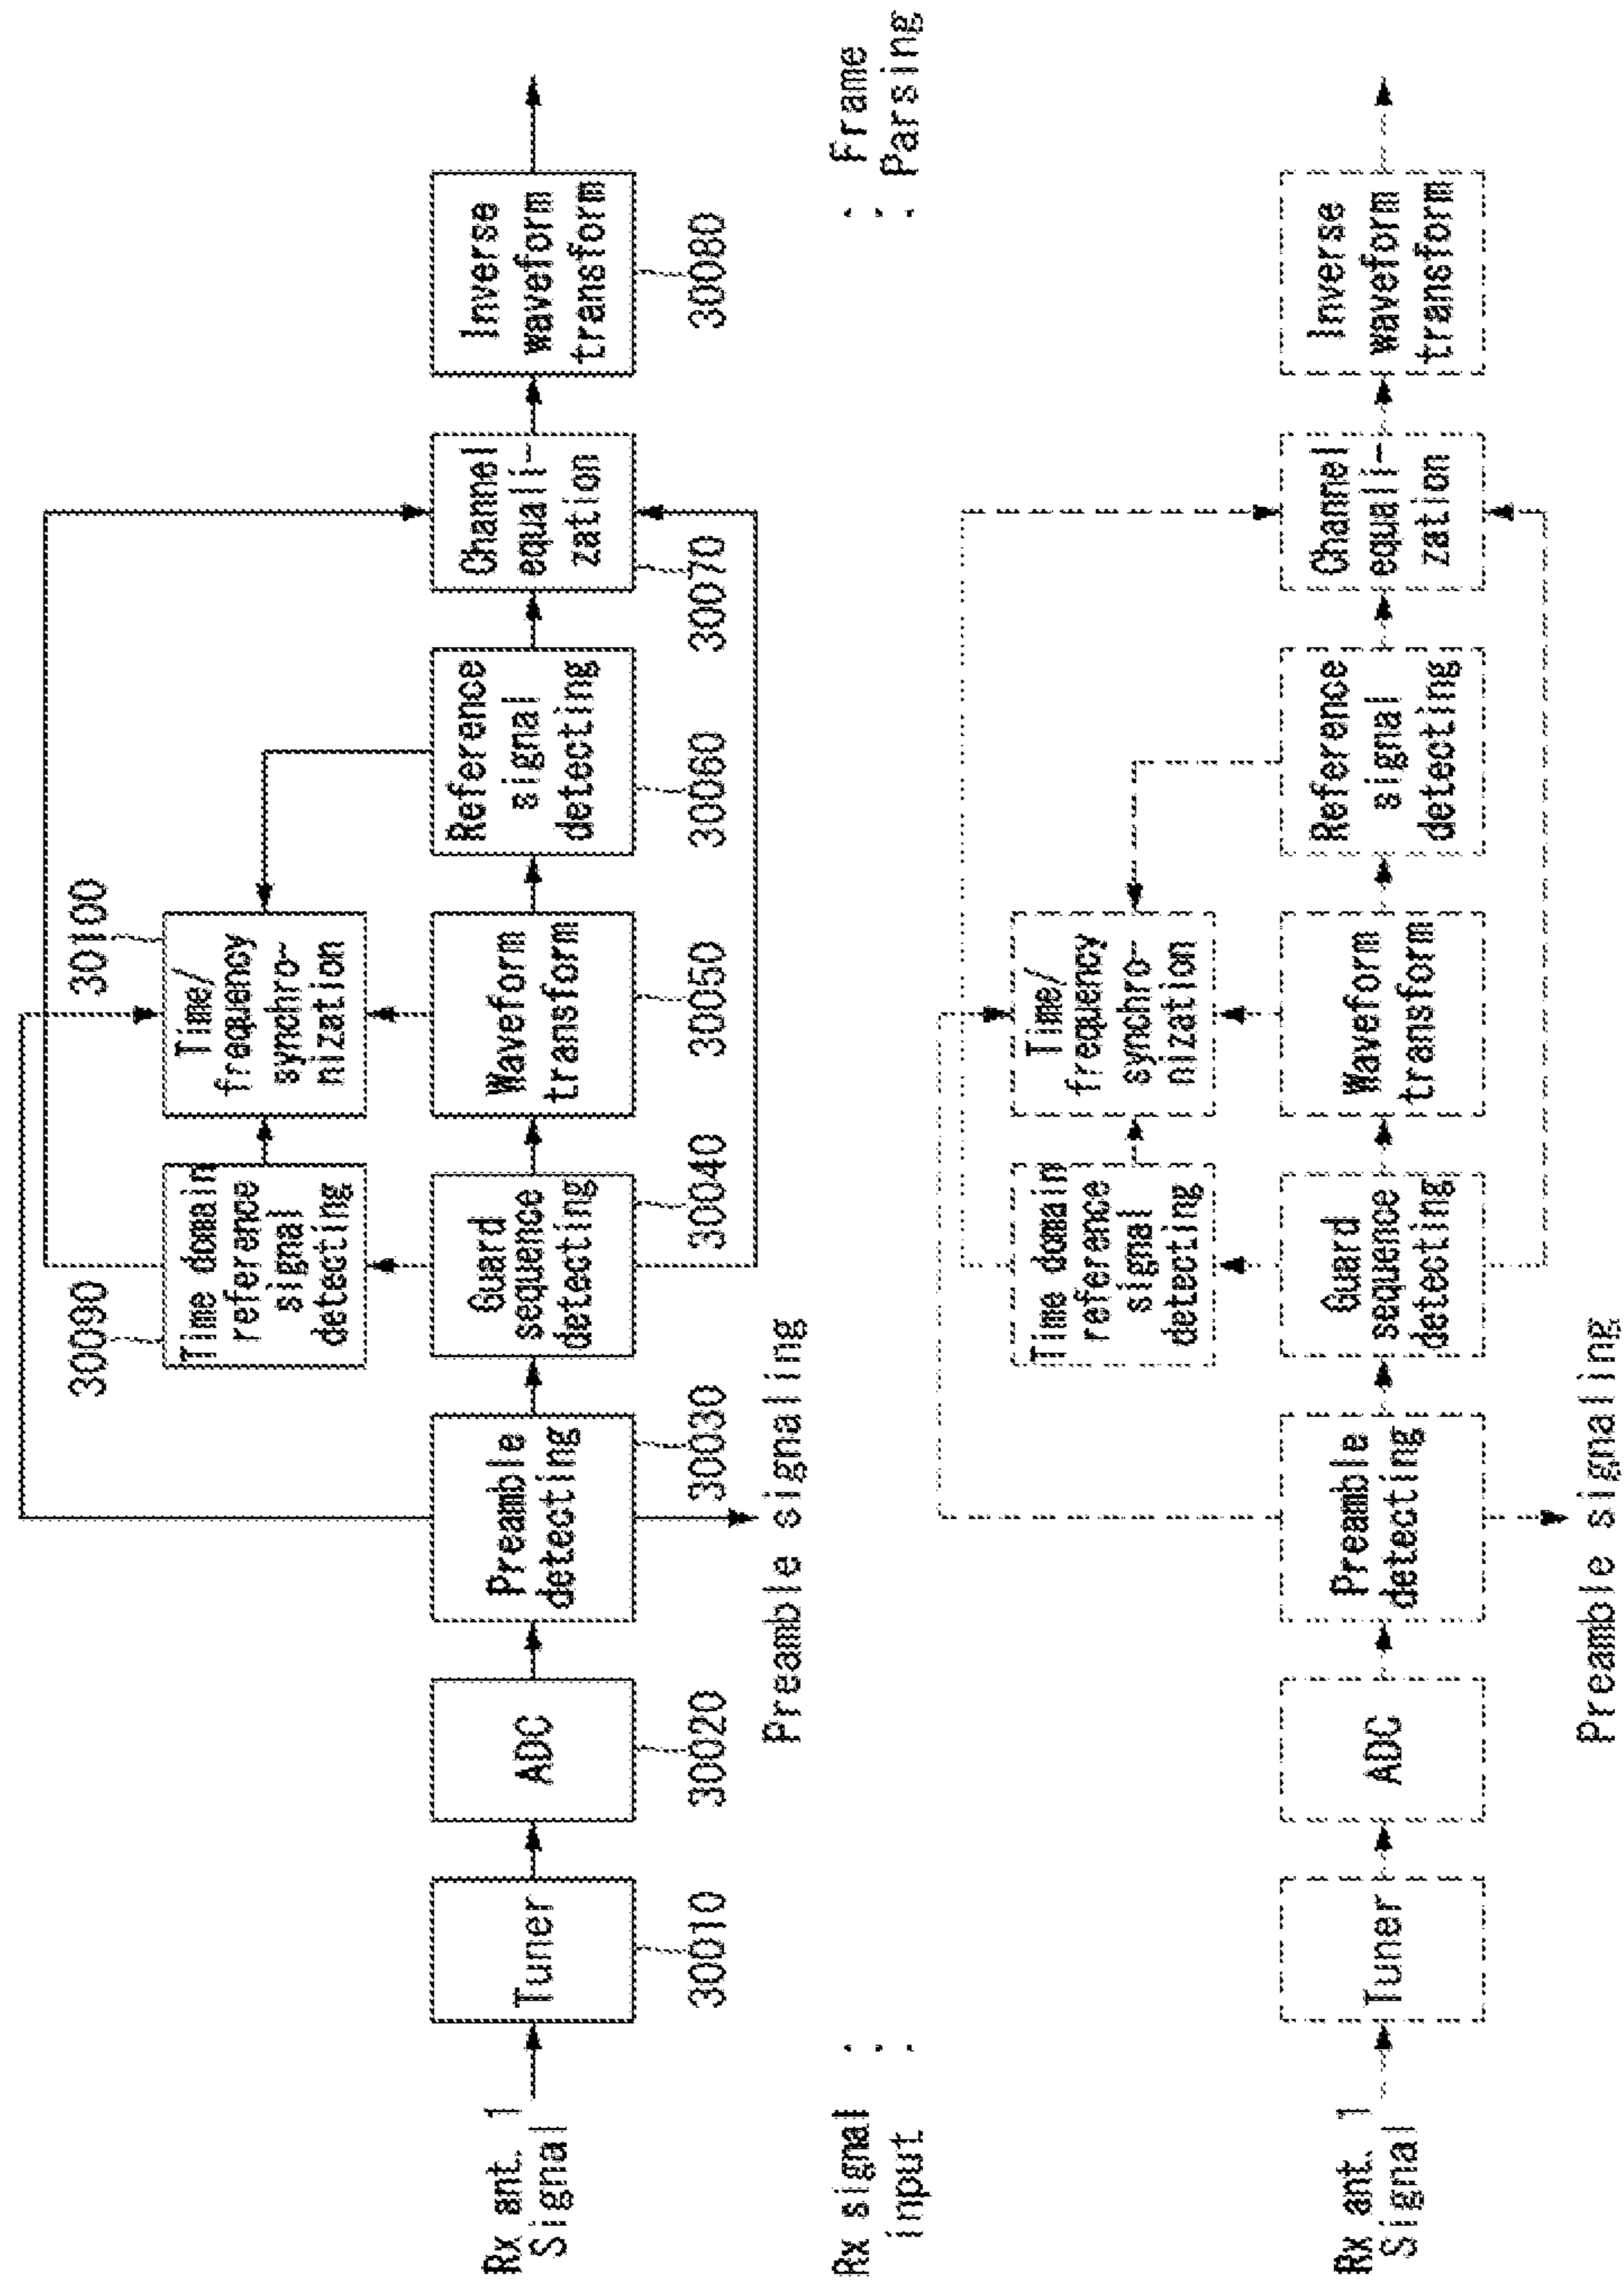 30100
30090
Time domain
reference
signal
detecting
Time/
frequency
synchro-
nization
Rx ant. 1
Signal
Tuner
ADC
Preamble
detecting
Guard
sequence
detecting
Waveform
transform
Reference
signal
detecting
Channel
equali-
zation
Inverse
waveform
transform
30010
30020
30030
30040
30050
30060
30070
30080
Preamble signaling
Rx signal
input
Frame
Parsing
Time domain
reference
signal
detecting
Time/
frequency
synchro-
nization
Rx ant. 1
Signal
Tuner
ADC
Preamble
detecting
Guard
sequence
detecting
Waveform
transform
Reference
signal
detecting
Channel
equali-
zation
Inverse
waveform
transform
Preamble signaling